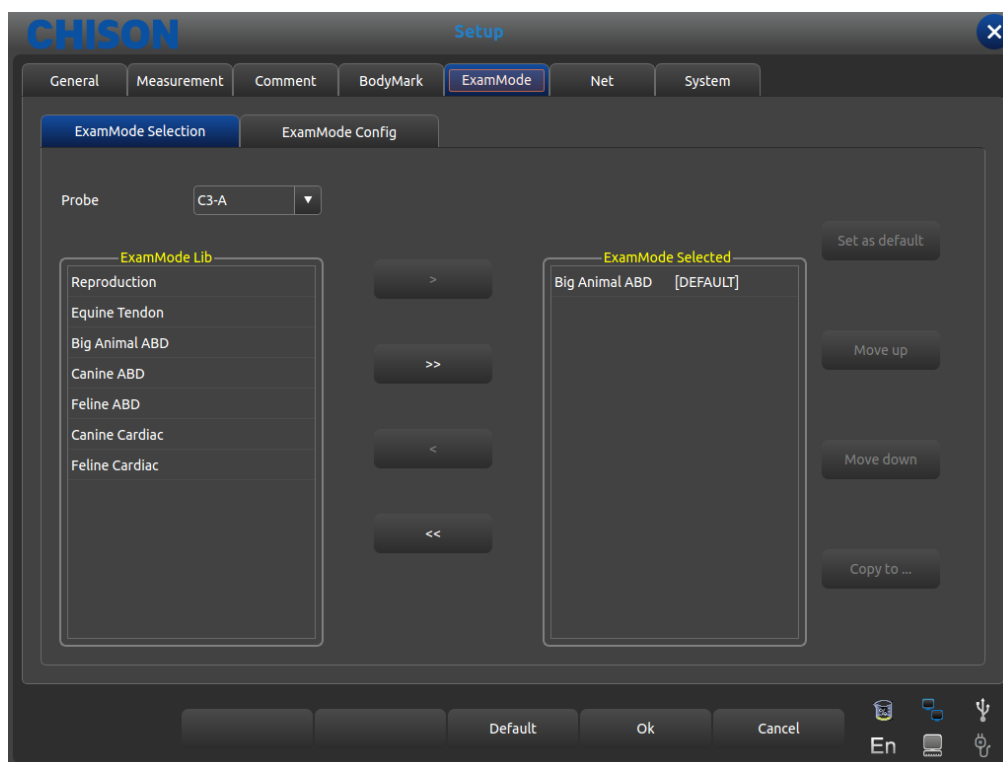 CHISON
Setup
General Measurement Comment BodyMark ExamMode Net System
ExamMode Selection ExamMode Config
Probe C3-A
Set as default
ExamMode Lib
Reproduction
Equine Tendon
Big Animal ABD
Canine ABD
Feline ABD
Canine Cardiac
Feline Cardiac
>
>>
<
<<
ExamMode Selected
Big Animal ABD [DEFAULT]
Move up
Move down
Copy to ...
Default Ok Cancel
En